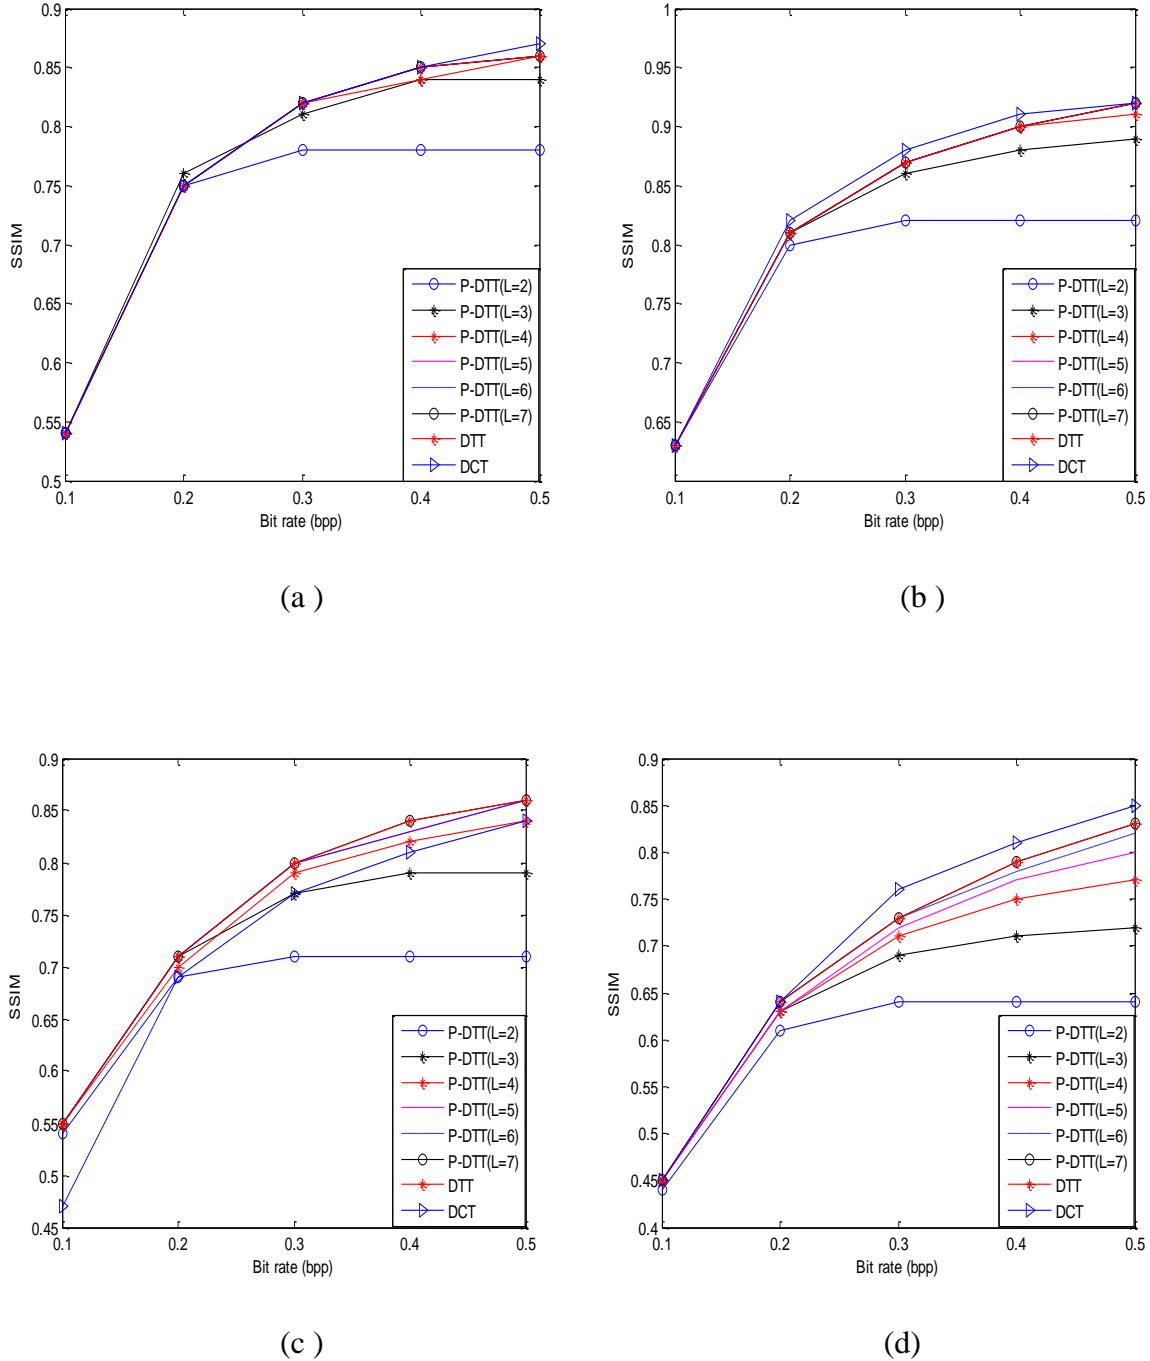 0.9
0.85
0.8
0.75
0.7
0.65
0.6
0.55
0.5
SSIM
0.1 0.2 0.3 0.4 0.5
Bit rate (bpp)
P-DTT(L=2)
P-DTT(L=3)
P-DTT(L=4)
P-DTT(L=5)
P-DTT(L=6)
P-DTT(L=7)
DTT
DCT
(a )
1
0.95
0.9
0.85
0.8
0.75
0.7
0.65
SSIM
0.1 0.2 0.3 0.4 0.5
Bit rate (bpp)
P-DTT(L=2)
P-DTT(L=3)
P-DTT(L=4)
P-DTT(L=5)
P-DTT(L=6)
P-DTT(L=7)
DTT
DCT
(b )
0.9
0.85
0.8
0.75
0.7
0.65
0.6
0.55
0.5
0.45
SSIM
0.1 0.2 0.3 0.4 0.5
Bit rate (bpp)
P-DTT(L=2)
P-DTT(L=3)
P-DTT(L=4)
P-DTT(L=5)
P-DTT(L=6)
P-DTT(L=7)
DTT
DCT
(c )
0.9
0.85
0.8
0.75
0.7
0.65
0.6
0.55
0.5
0.45
0.4
SSIM
0.1 0.2 0.3 0.4 0.5
Bit rate (bpp)
P-DTT(L=2)
P-DTT(L=3)
P-DTT(L=4)
P-DTT(L=5)
P-DTT(L=6)
P-DTT(L=7)
DTT
DCT
(d)